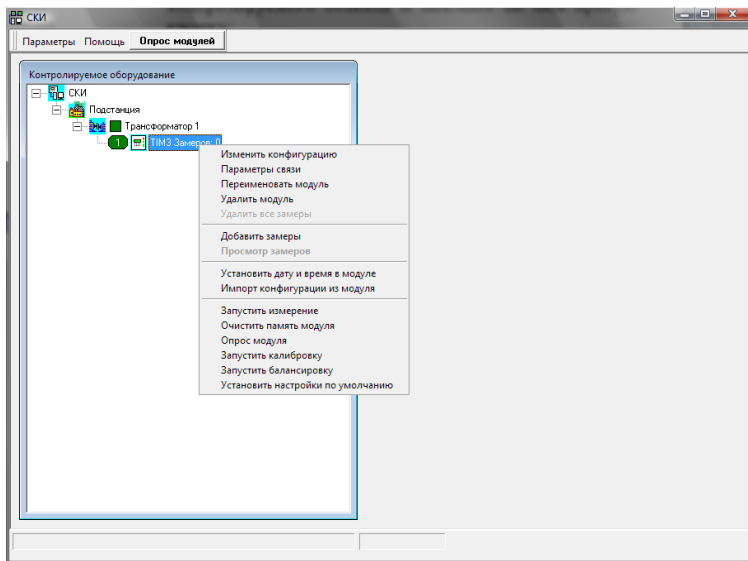 СКИ
Параметры Помощь Опрос модулей
Контролируемое оборудование
СКИ
Подстанция
Трансформатор 1
1 TIM3 Замеров: 0
Изменить конфигурацию
Параметры связи
Переименовать модуль
Удалить модуль
Удалить все замеры
Добавить замеры
Просмотр замеров
Установить дату и время в модуле
Импорт конфигурации из модуля
Запустить измерение
Очистить память модуля
Опрос модуля
Запустить калибровку
Запустить балансировку
Установить настройки по умолчанию